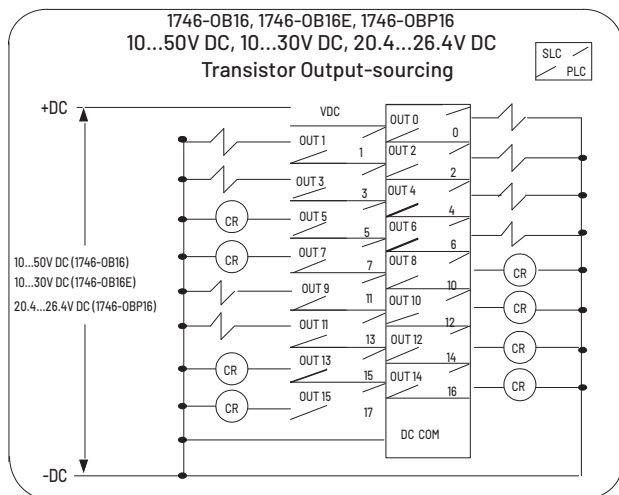 1746-OB16, 1746-OB16E, 1746-OBP16
10...50V DC, 10...30V DC, 20.4...26.4V DC
Transistor Output-sourcing
SLC
PLC
+DC
VDC
OUT 0
0
OUT 1
1
OUT 2
2
OUT 3
3
OUT 4
4
CR
OUT 5
5
OUT 6
6
CR
OUT 7
7
OUT 8
10
CR
10...50V DC (1746-OB16)
10...30V DC (1746-OB16E)
20.4...26.4V DC (1746-OBP16)
OUT 9
11
OUT 10
12
CR
OUT 11
13
OUT 12
14
CR
CR
OUT 13
15
OUT 14
16
CR
CR
OUT 15
17
DC COM
-DC